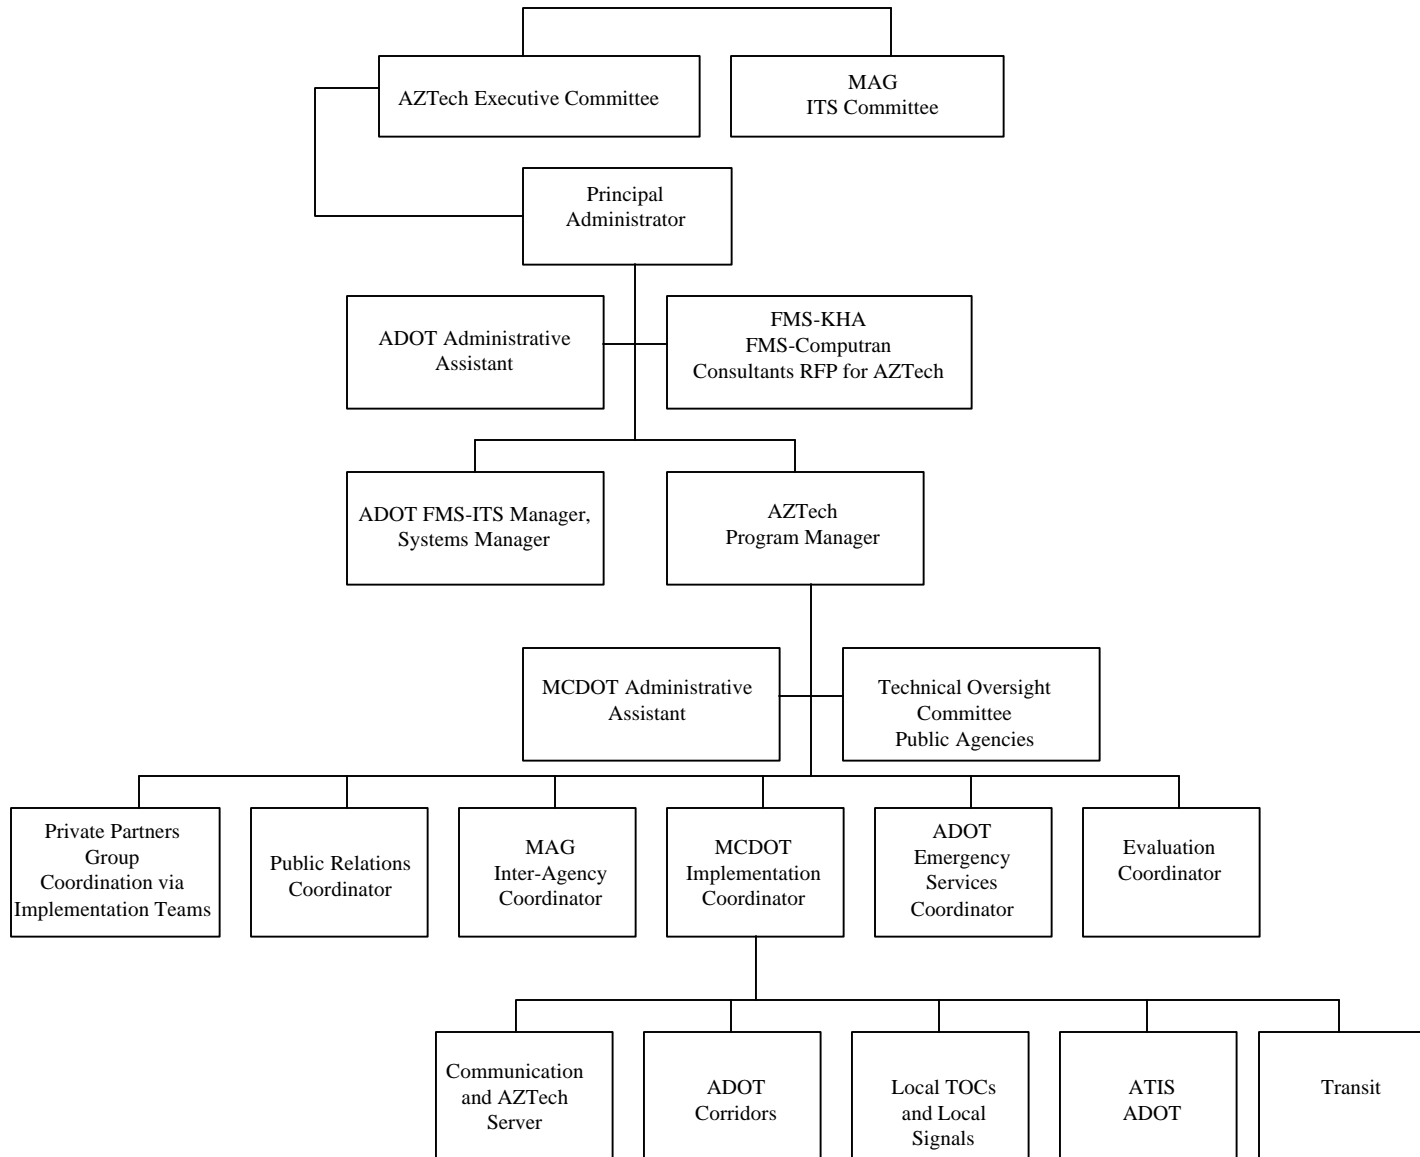 AZTech Executive Committee
MAG
ITS Committee
Principal
Administrator
ADOT Administrative
Assistant
FMS-KHA
FMS-Computran
Consultants RFP for AZTech
ADOT FMS-ITS Manager,
Systems Manager
AZTech
Program Manager
MCDOT Administrative
Assistant
Technical Oversight
Committee
Public Agencies
Private Partners
Group
Coordination via
Implementation Teams
Public Relations
Coordinator
MAG
Inter-Agency
Coordinator
MCDOT
Implementation
Coordinator
ADOT
Emergency
Services
Coordinator
Evaluation
Coordinator
Communication
and AZTech
Server
ADOT
Corridors
Local TOCs
and Local
Signals
ATIS
ADOT
Transit